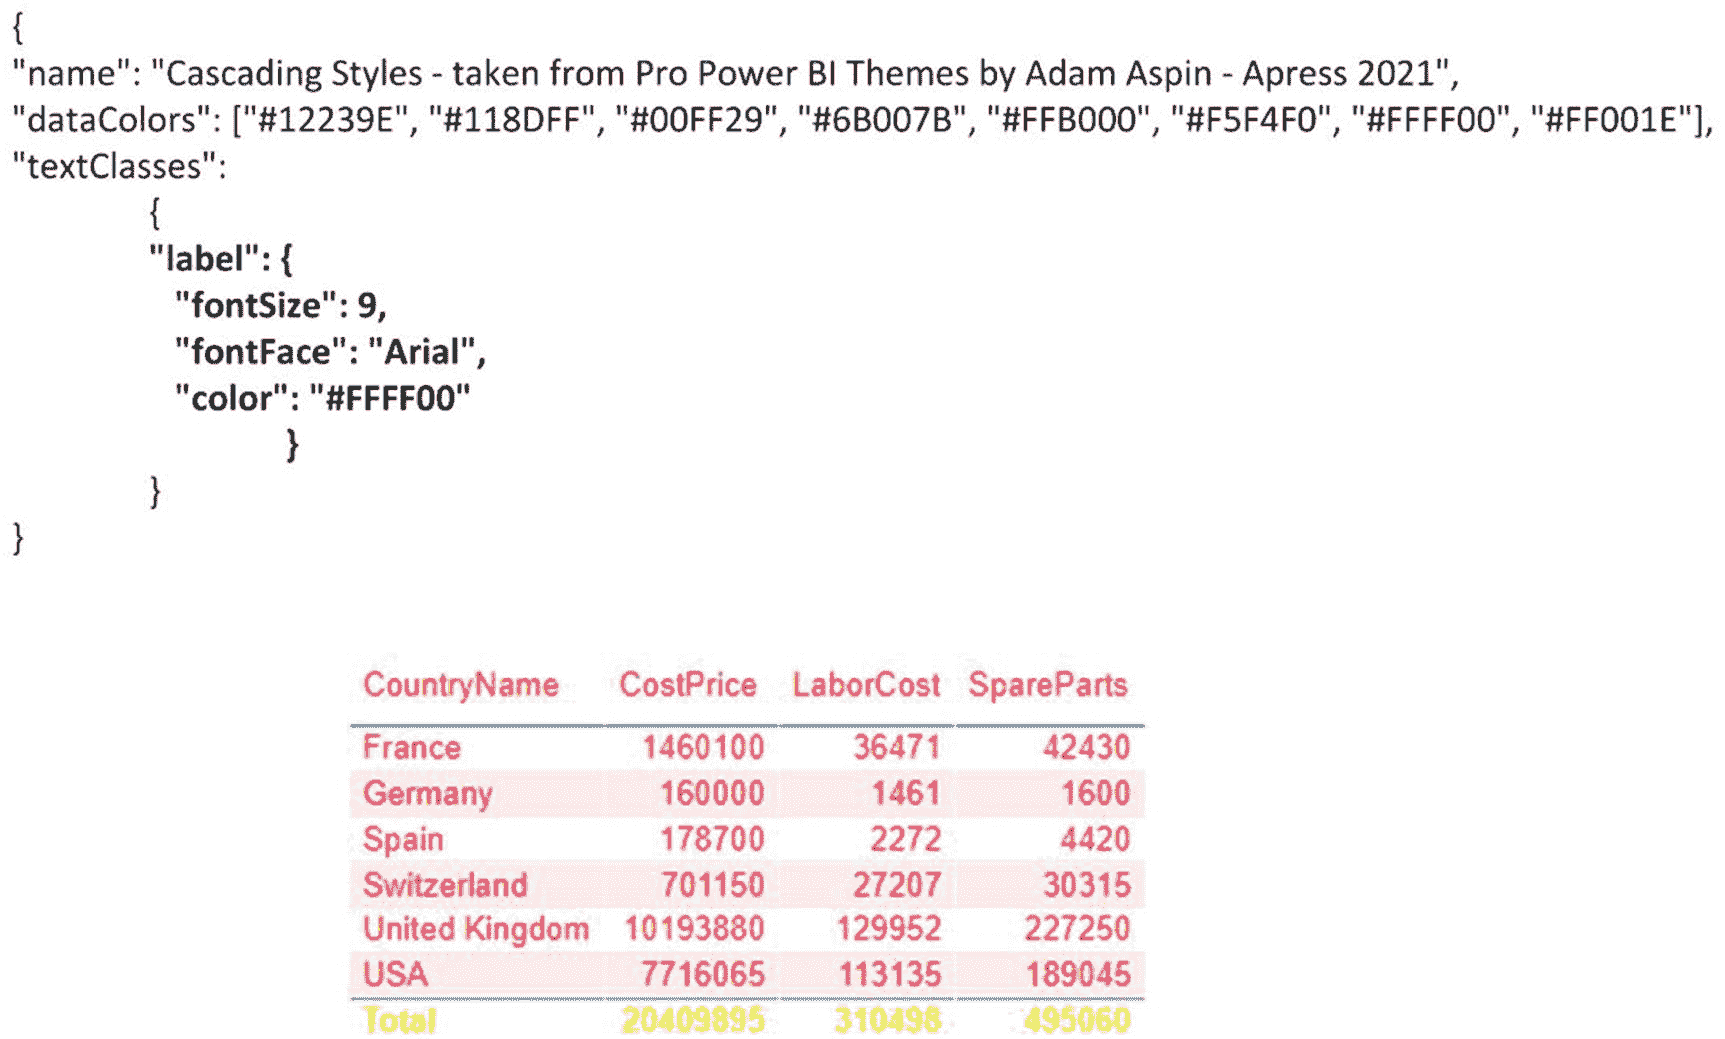 {
"name": "Cascading Styles - taken from Pro Power BI Themes by Adam Aspin - Apress 2021",
"dataColors": ["#12239E", "#118DFF", "#00FF29", "#6B007B", "#FFB000", "#F5F4F0", "#FFFF00", "#FF001E"],
"textClasses":
{
"label": {
"fontSize": 9,
"fontFace": "Arial",
"color": "#FFFF00"
}
}
}
CountryName CostPrice LaborCost SpareParts
France 1460100 36471 42430
Germany 160000 1461 1600
Spain 178700 2272 4420
Switzerland 701150 27207 30315
United Kingdom 10193880 129952 227250
USA 7716065 113135 189045
Total 20409895 310498 495060